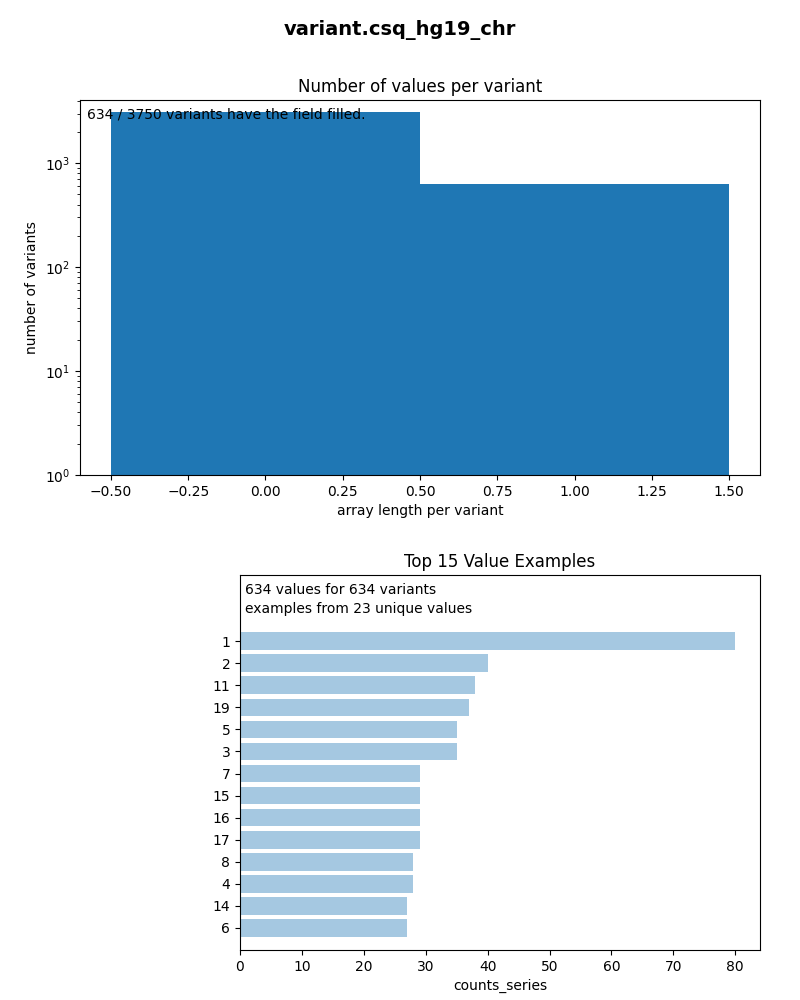 variant.csq_hg19_chr
Number of values per variant
634 / 3750 variants have the field filled.
10³
10²
10¹
10⁰
number of variants
−0.50 −0.25 0.00 0.25 0.50 0.75 1.00 1.25 1.50
array length per variant
Top 15 Value Examples
634 values for 634 variants
examples from 23 unique values
1
2
11
19
5
3
7
15
16
17
8
4
14
6
0 10 20 30 40 50 60 70 80
counts_series